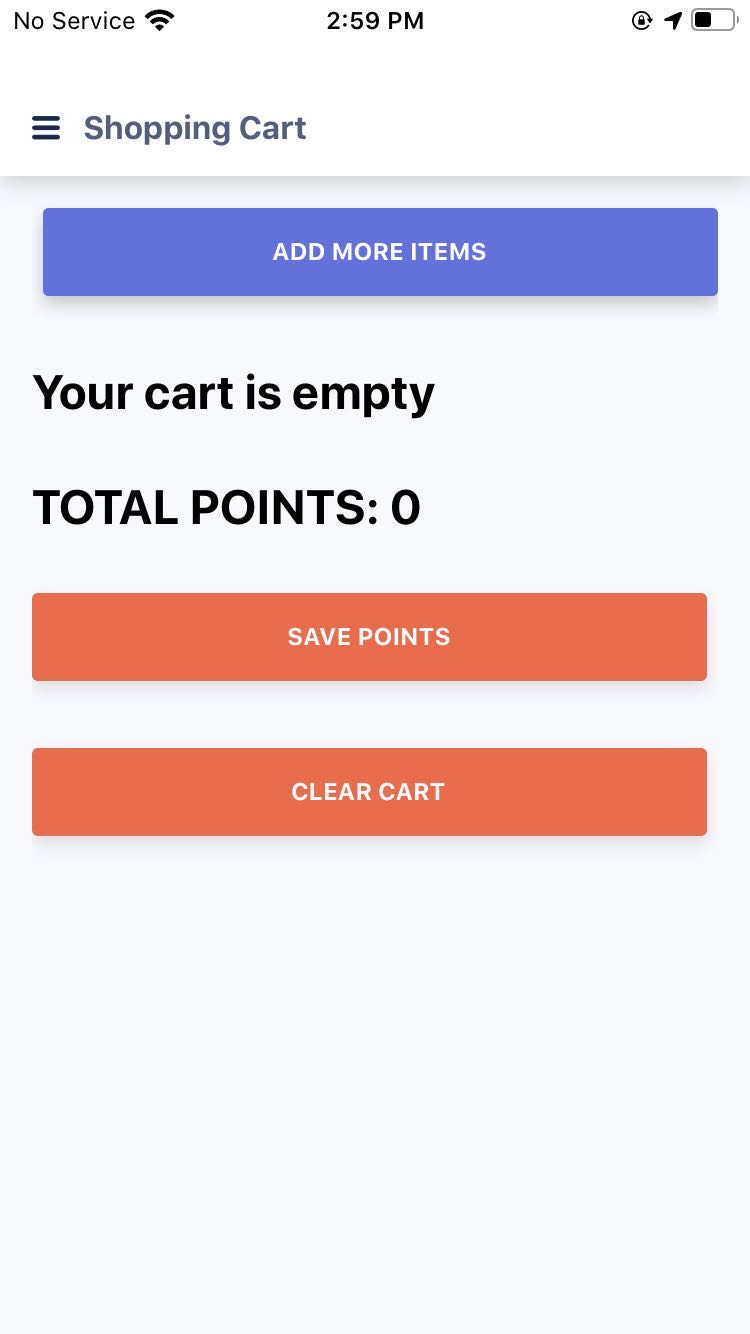 No Service 2:59 PM
Shopping Cart
ADD MORE ITEMS
Your cart is empty
TOTAL POINTS: 0
SAVE POINTS
CLEAR CART